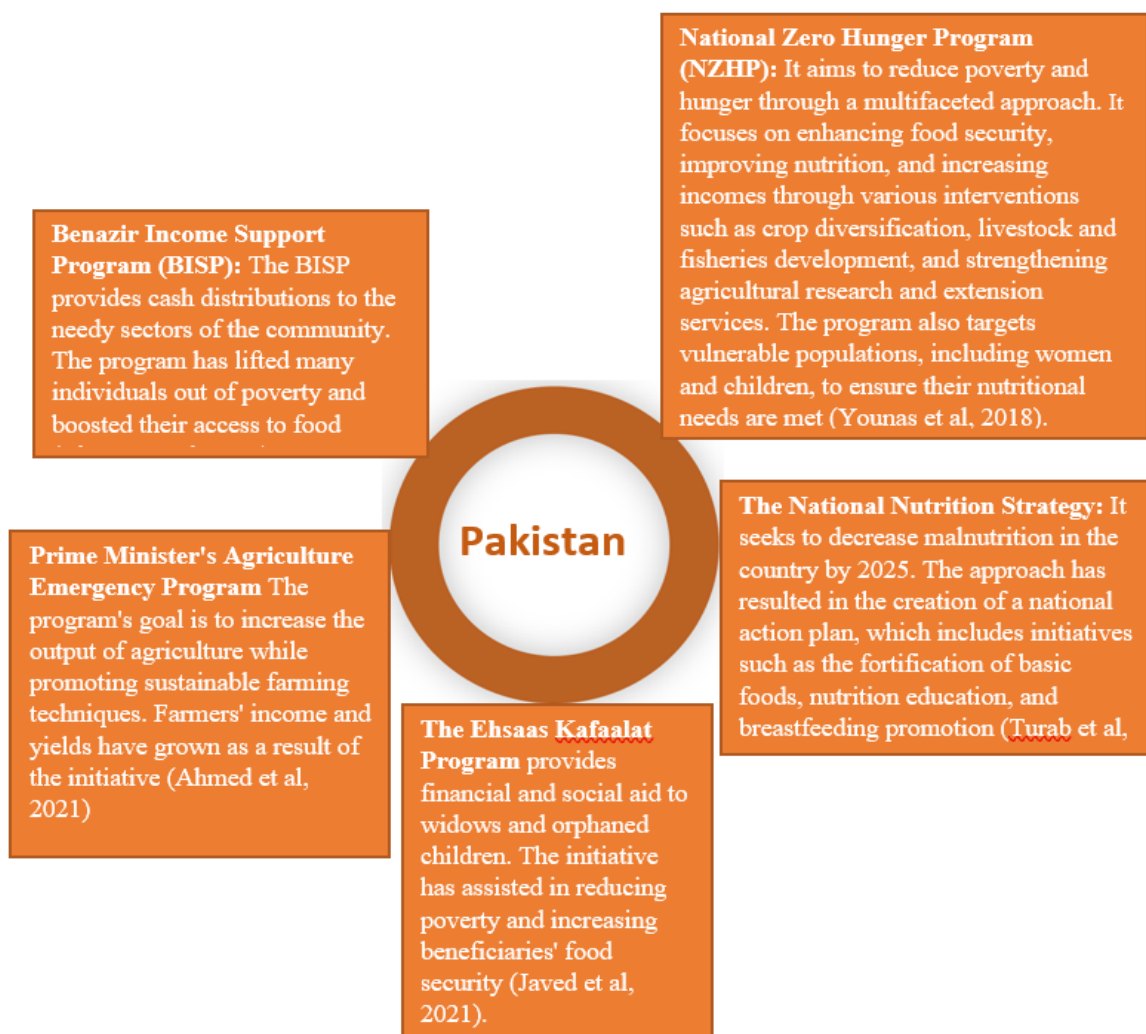 National Zero Hunger Program
(NZHP): It aims to reduce poverty and
hunger through a multifaceted approach. It
focuses on enhancing food security,
improving nutrition, and increasing
incomes through various interventions
such as crop diversification, livestock and
fisheries development, and strengthening
agricultural research and extension
services. The program also targets
vulnerable populations, including women
and children, to ensure their nutritional
needs are met (Younas et al, 2018).
Benazir Income Support
Program (BISP): The BISP
provides cash distributions to the
needy sectors of the community.
The program has lifted many
individuals out of poverty and
boosted their access to food
Pakistan
The National Nutrition Strategy: It
seeks to decrease malnutrition in the
country by 2025. The approach has
resulted in the creation of a national
action plan, which includes initiatives
such as the fortification of basic
foods, nutrition education, and
breastfeeding promotion (Turab et al,
Prime Minister's Agriculture
Emergency Program The
program's goal is to increase the
output of agriculture while
promoting sustainable farming
techniques. Farmers' income and
yields have grown as a result of
the initiative (Ahmed et al,
2021)
The Ehsaas Kafaalat
Program provides
financial and social aid to
widows and orphaned
children. The initiative
has assisted in reducing
poverty and increasing
beneficiaries' food
security (Javed et al,
2021).